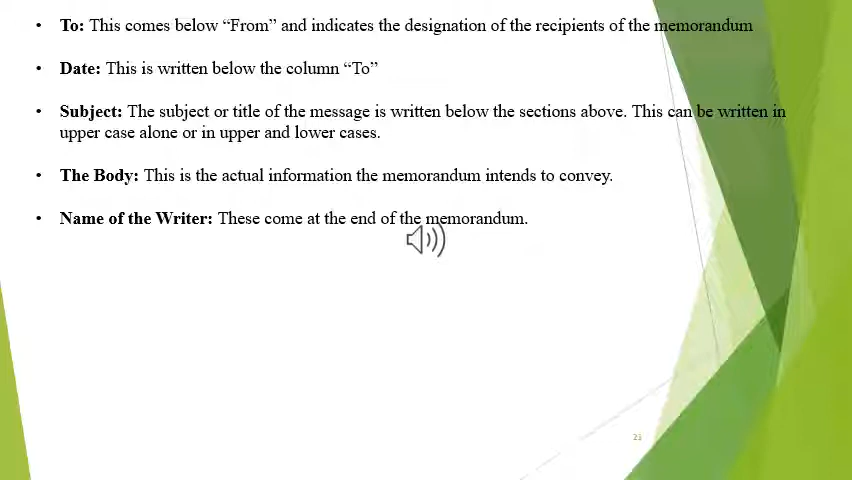 • To: This comes below “From” and indicates the designation of the recipients of the memorandum
• Date: This is written below the column “To”
• Subject: The subject or title of the message is written below the sections above. This can be written in
upper case alone or in upper and lower cases.
• The Body: This is the actual information the memorandum intends to convey.
• Name of the Writer: These come at the end of the memorandum.
21